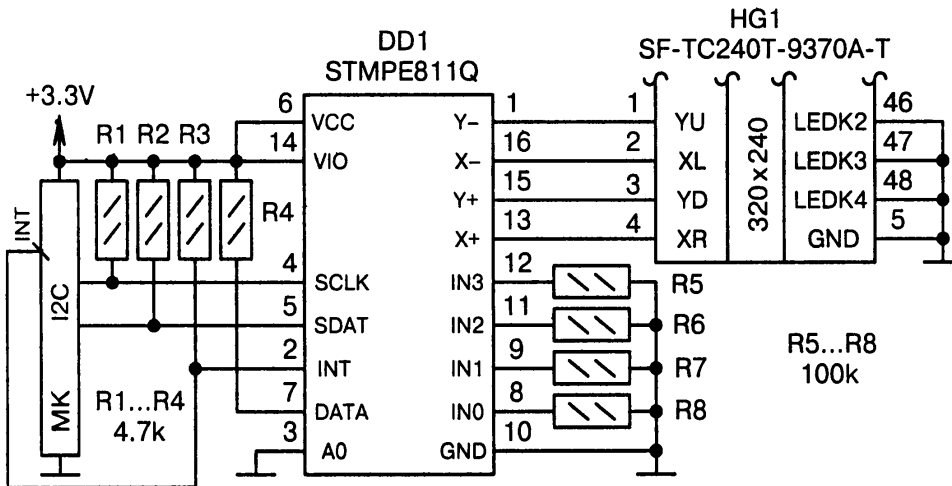 HG1
SF-TC240T-9370A-T
DD1
STMPE811Q
+3.3V
R1 R2 R3
R4
INT
I2C
MK
R1...R4
4.7k
6 VCC
14 VIO
4 SCLK
5 SDAT
2 INT
7 DATA
3 A0
Y− 1
X− 16
Y+ 15
X+ 13
IN3 12
IN2 11
IN1 9
IN0 8
GND 10
1 YU
2 XL
3 YD
4 XR
320x240
LEDK2 46
LEDK3 47
LEDK4 48
GND 5
R5
R6
R7
R8
R5...R8
100k